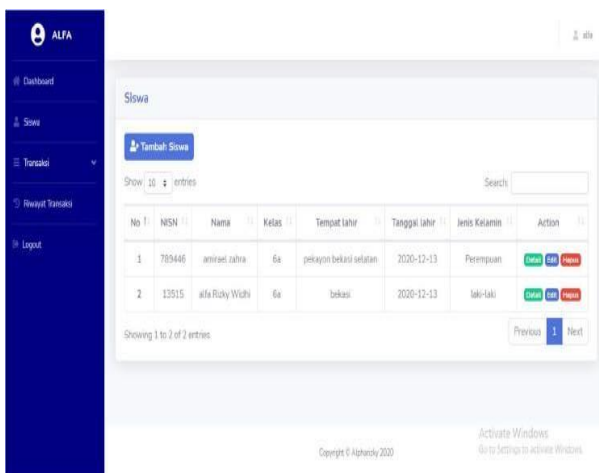 ALFA
alfa
Dashboard
Siswa
Transaksi
Riwayat Transaksi
Logout
Siswa
Tambah Siswa
Show 10 entries
Search:
No NISN Nama Kelas Tempat lahir Tanggal lahir Jenis Kelamin Action
1 789446 amirael zahra 6a pekayon bekasi selatan 2020-12-13 Perempuan Detail Edit Hapus
2 13515 alfa Rizky Widhi 6a bekasi 2020-12-13 laki-laki Detail Edit Hapus
Showing 1 to 2 of 2 entries
Previous 1 Next
Activate Windows
Go to Settings to activate Windows.
Copyright © 2020